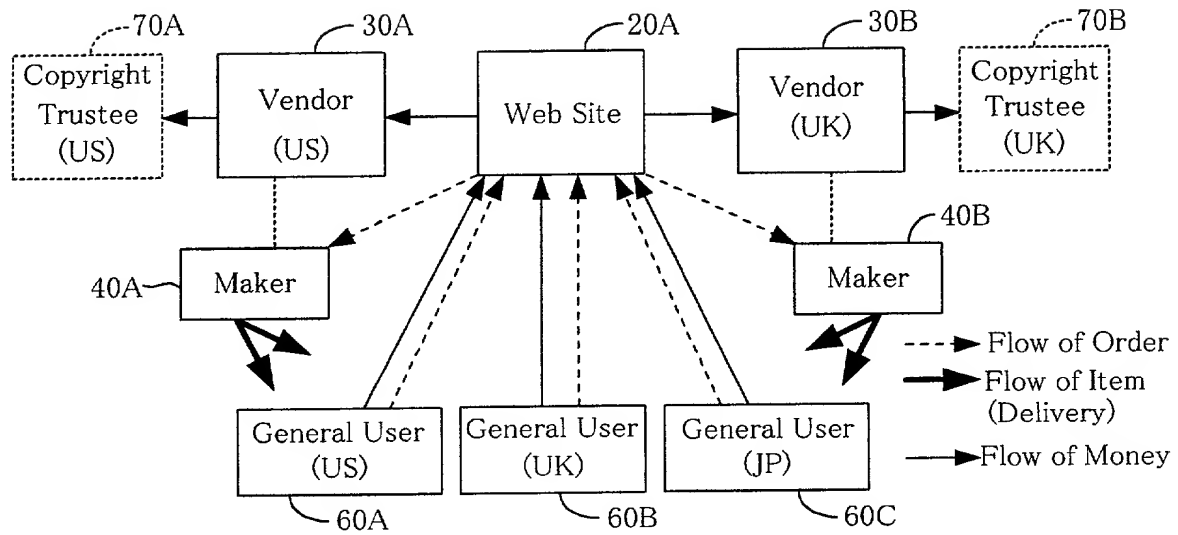 70A
30A
20A
30B
70B
Copyright
Trustee
(US)
Vendor
(US)
Web Site
Vendor
(UK)
Copyright
Trustee
(UK)
40B
40A
Maker
Maker
Flow of Order
Flow of Item
(Delivery)
Flow of Money
General User
(US)
General User
(UK)
General User
(JP)
60A
60B
60C